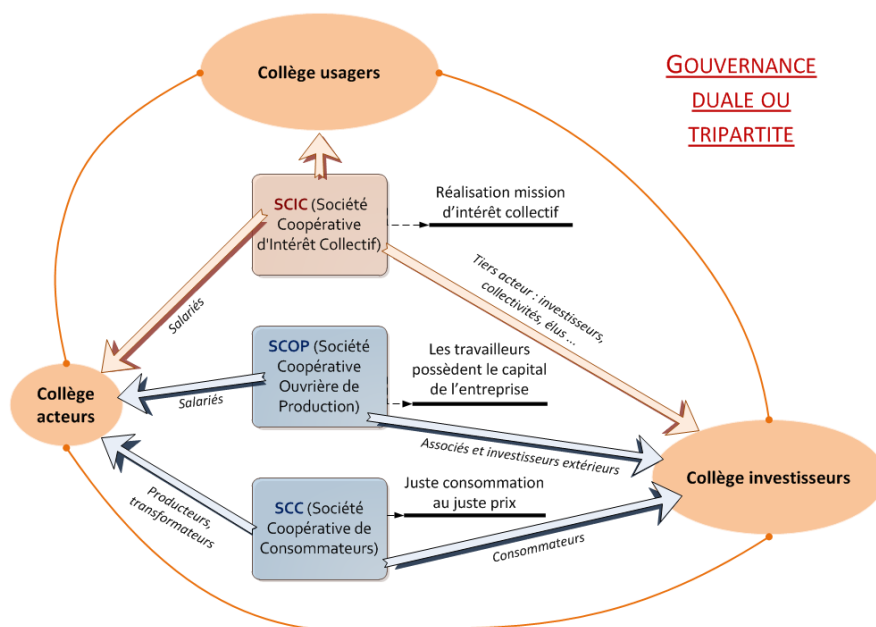 Collège usagers
GOUVERNANCE
DUALE OU
TRIPARTITE
SCIC (Société
Coopérative
d'Intérêt Collectif)
Réalisation mission
d'intérêt collectif
Salariés
Tiers acteur : investisseurs,
collectivités, élus ...
SCOP (Société
Coopérative
Ouvrière de
Production)
Les travailleurs
possèdent le capital
de l'entreprise
Collège
acteurs
Salariés
Associés et investisseurs extérieurs
Collège investisseurs
Producteurs,
transformateurs
SCC (Société
Coopérative de
Consommateurs)
Juste consommation
au juste prix
Consommateurs